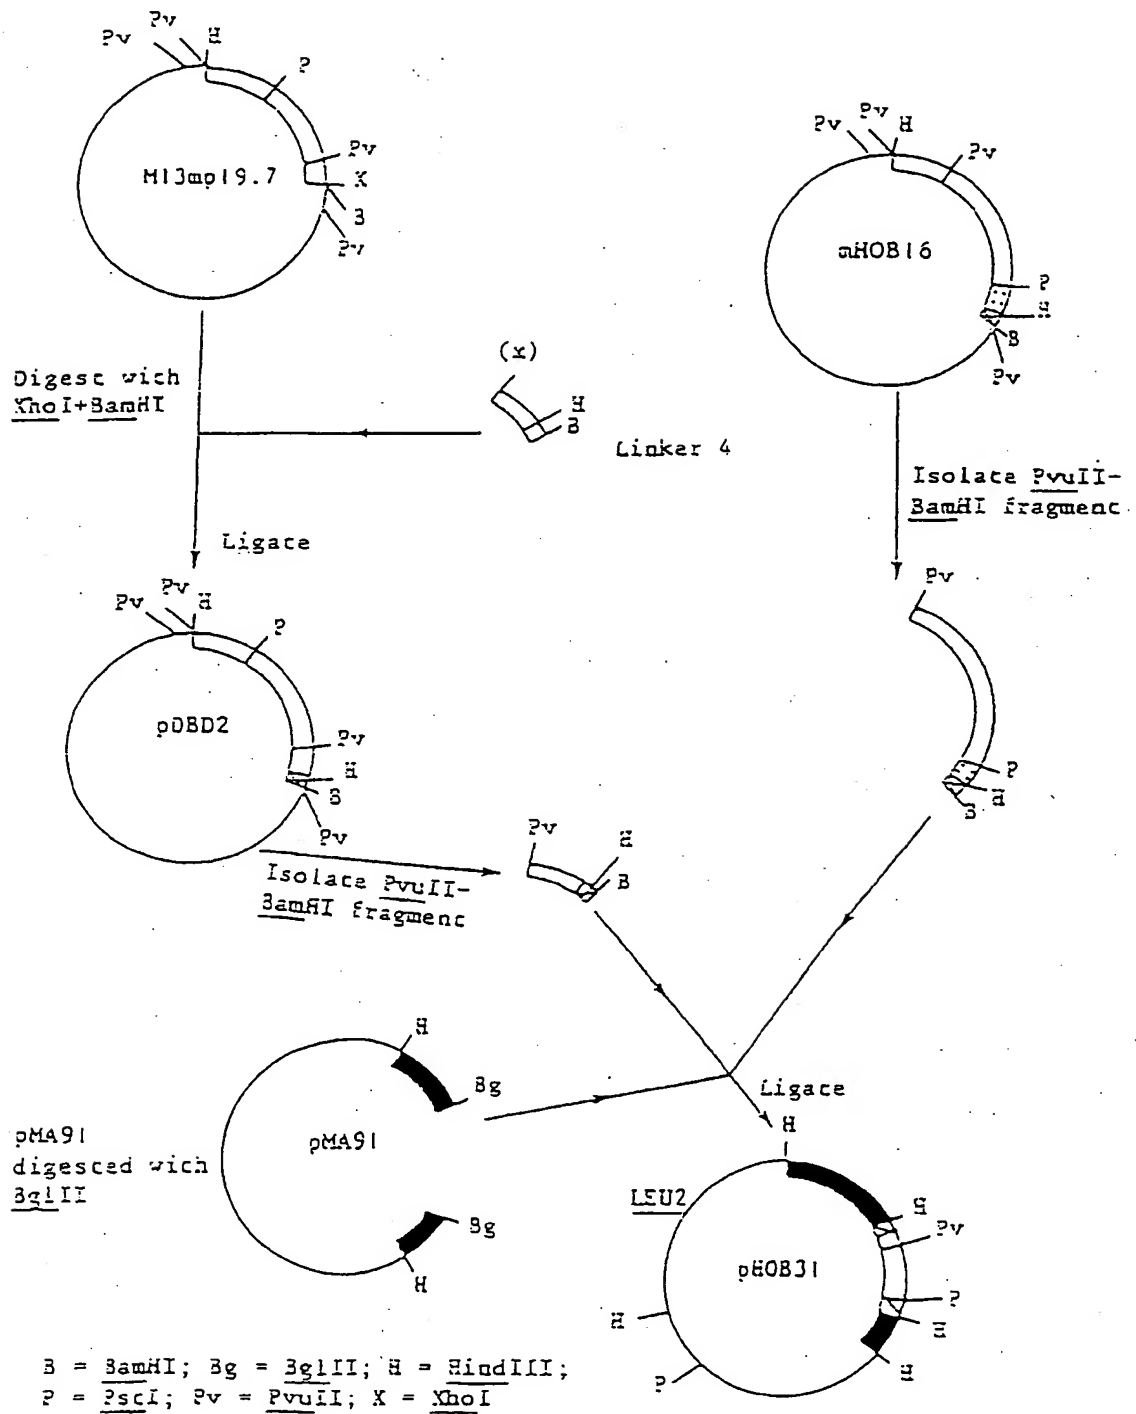 Pv
Pv
H
P
M13mp19.7
Pv
X
B
Pv
Pv
Pv
H
Pv
mHOB16
P
H
B
Pv
Digest with
XhoI+BamHI
(x)
H
B
Linker 4
Isolate PvuII-
BamHI fragment
Ligate
Pv
Pv
H
P
pDBD2
Pv
H
B
Pv
Pv
P
H
B
Isolate PvuII-
BamHI fragment
Pv
H
B
H
Bg
pMA91
digested with
BglII
pMA91
Bg
H
Ligate
H
LEU2
H
Pv
pHOB31
P
H
H
H
P
B = BamHI; Bg = BglII; H = HindIII;
P = PstI; Pv = PvuII; X = XhoI